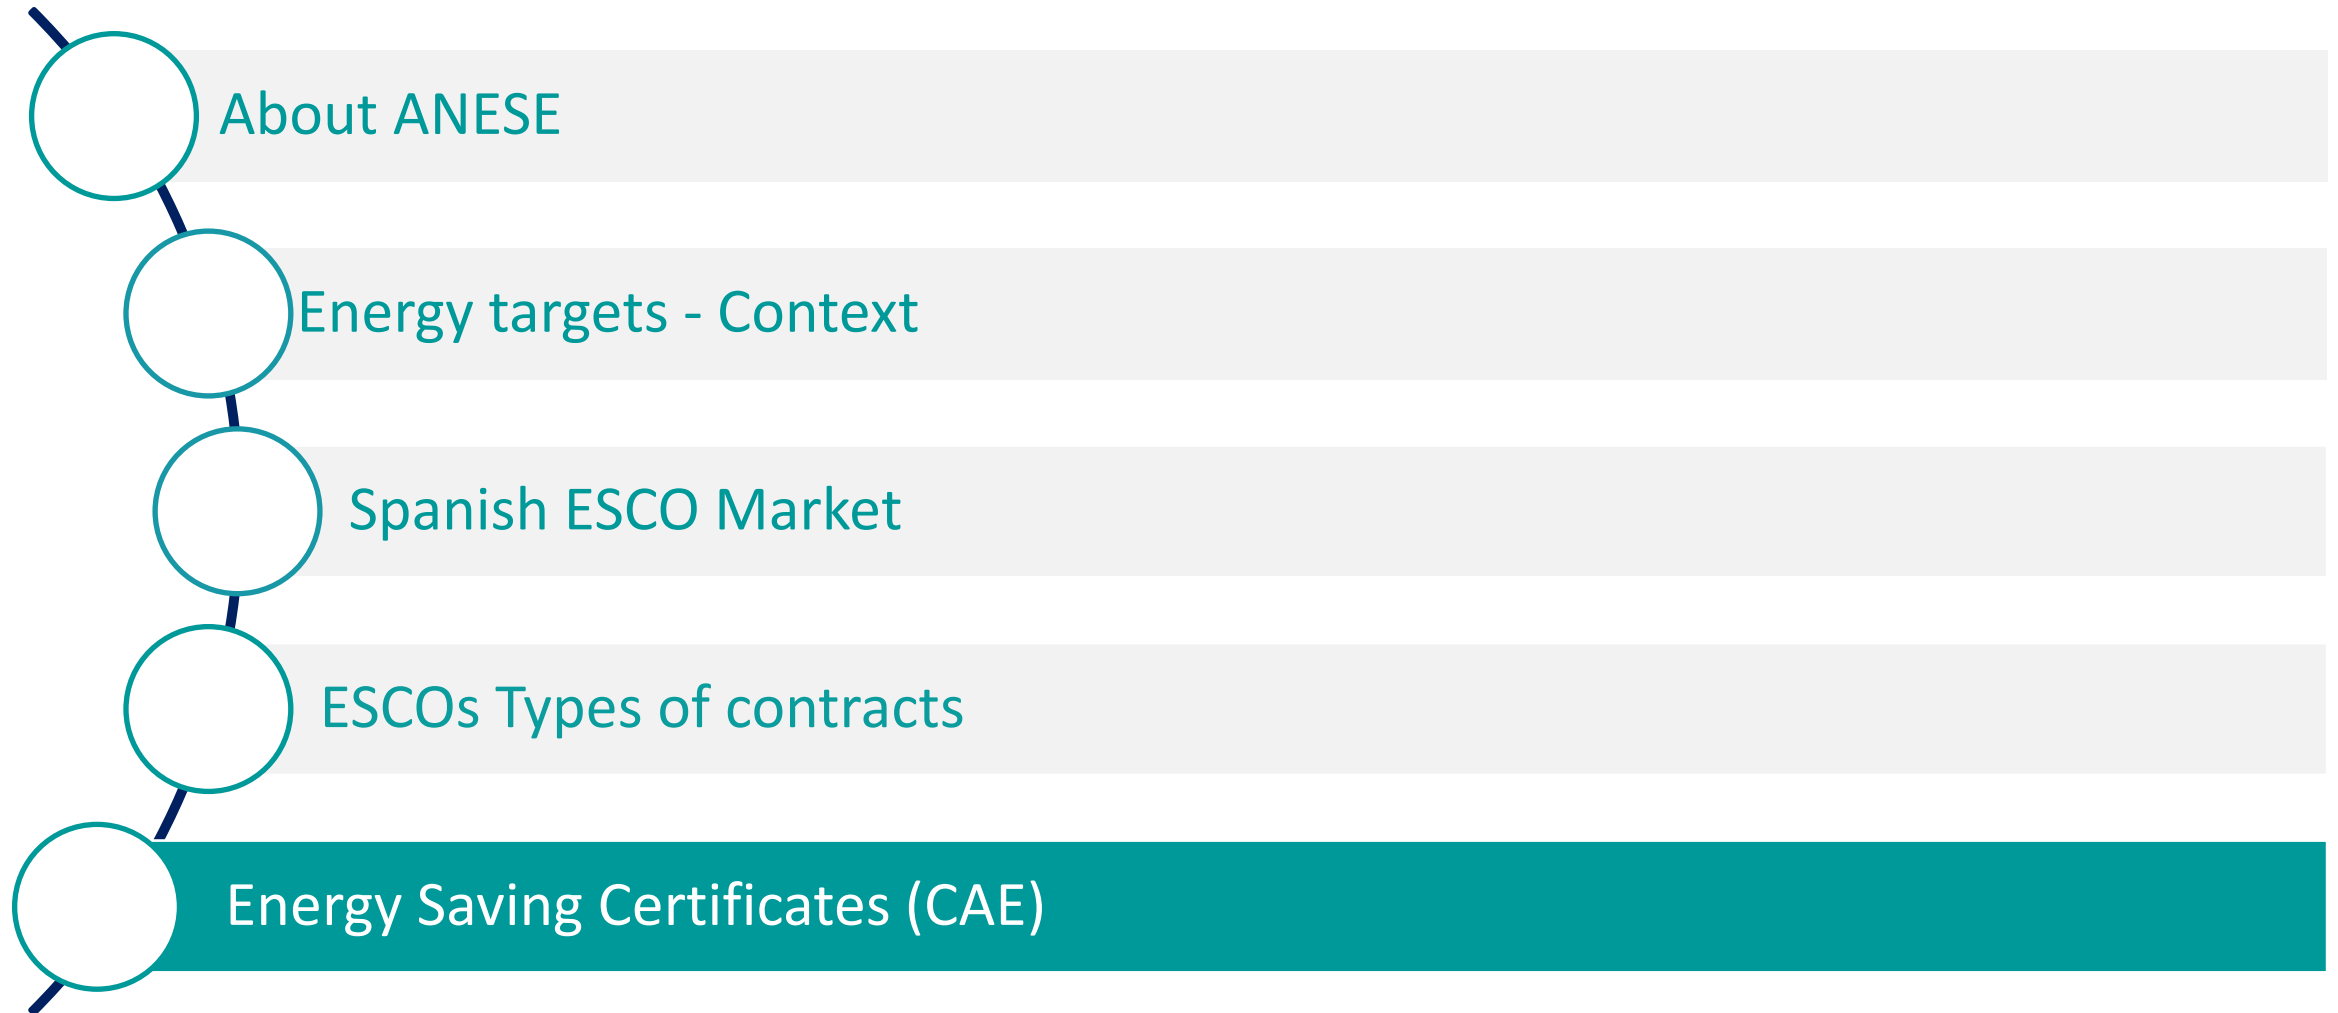 About ANESE
Energy targets - Context
Spanish ESCO Market
ESCOs Types of contracts
Energy Saving Certificates (CAE)